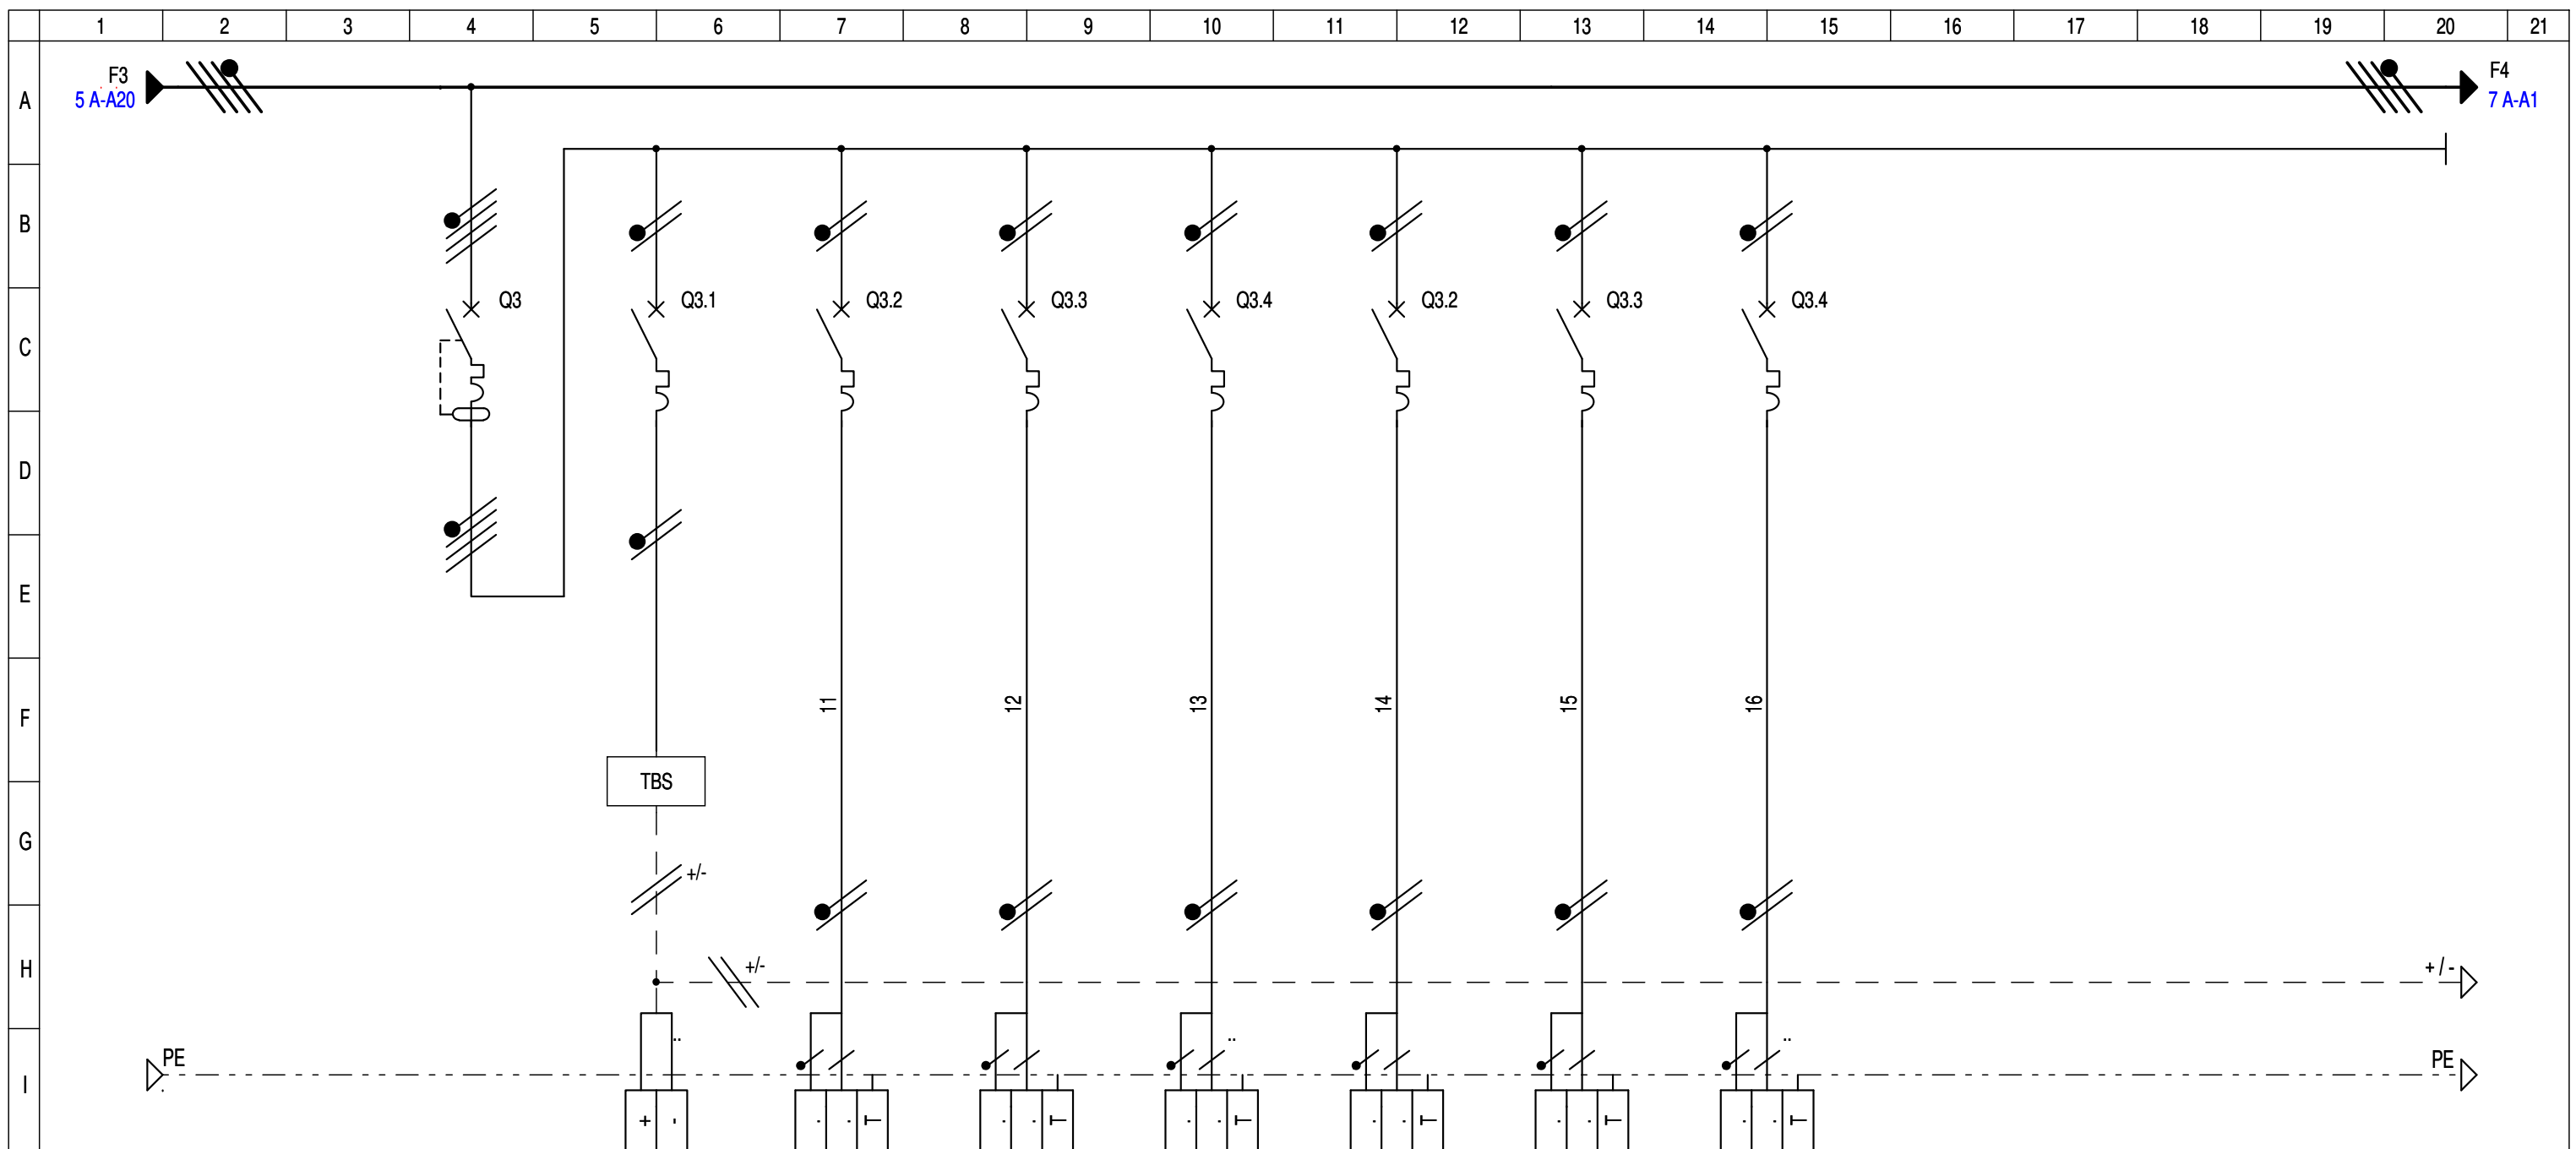 1 2 3 4 5 6 7 8 9 10 11 12 13 14 15 16 17 18 19 20 21
F3
5 A-A20
F4
7 A-A1
A
B
Q3 Q3.1 Q3.2 Q3.3 Q3.4 Q3.2 Q3.3 Q3.4
C
D
E
F
11 12 13 14 15 16
TBS
G
+/-
H
+/-
+ / -
PE
PE
I
+ - T T T T T T